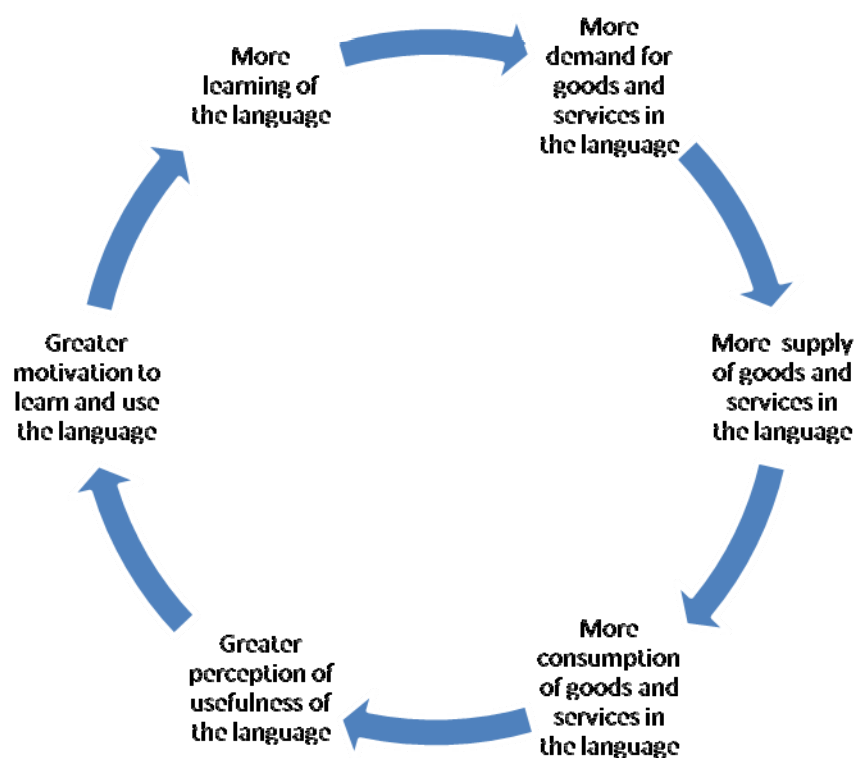 More
learning of
the language
More
demand for
goods and
services in
the language
More supply
of goods and
services in
the language
More
consumption
of goods and
services in
the language
Greater
perception of
usefulness of
the language
Greater
motivation to
learn and use
the language